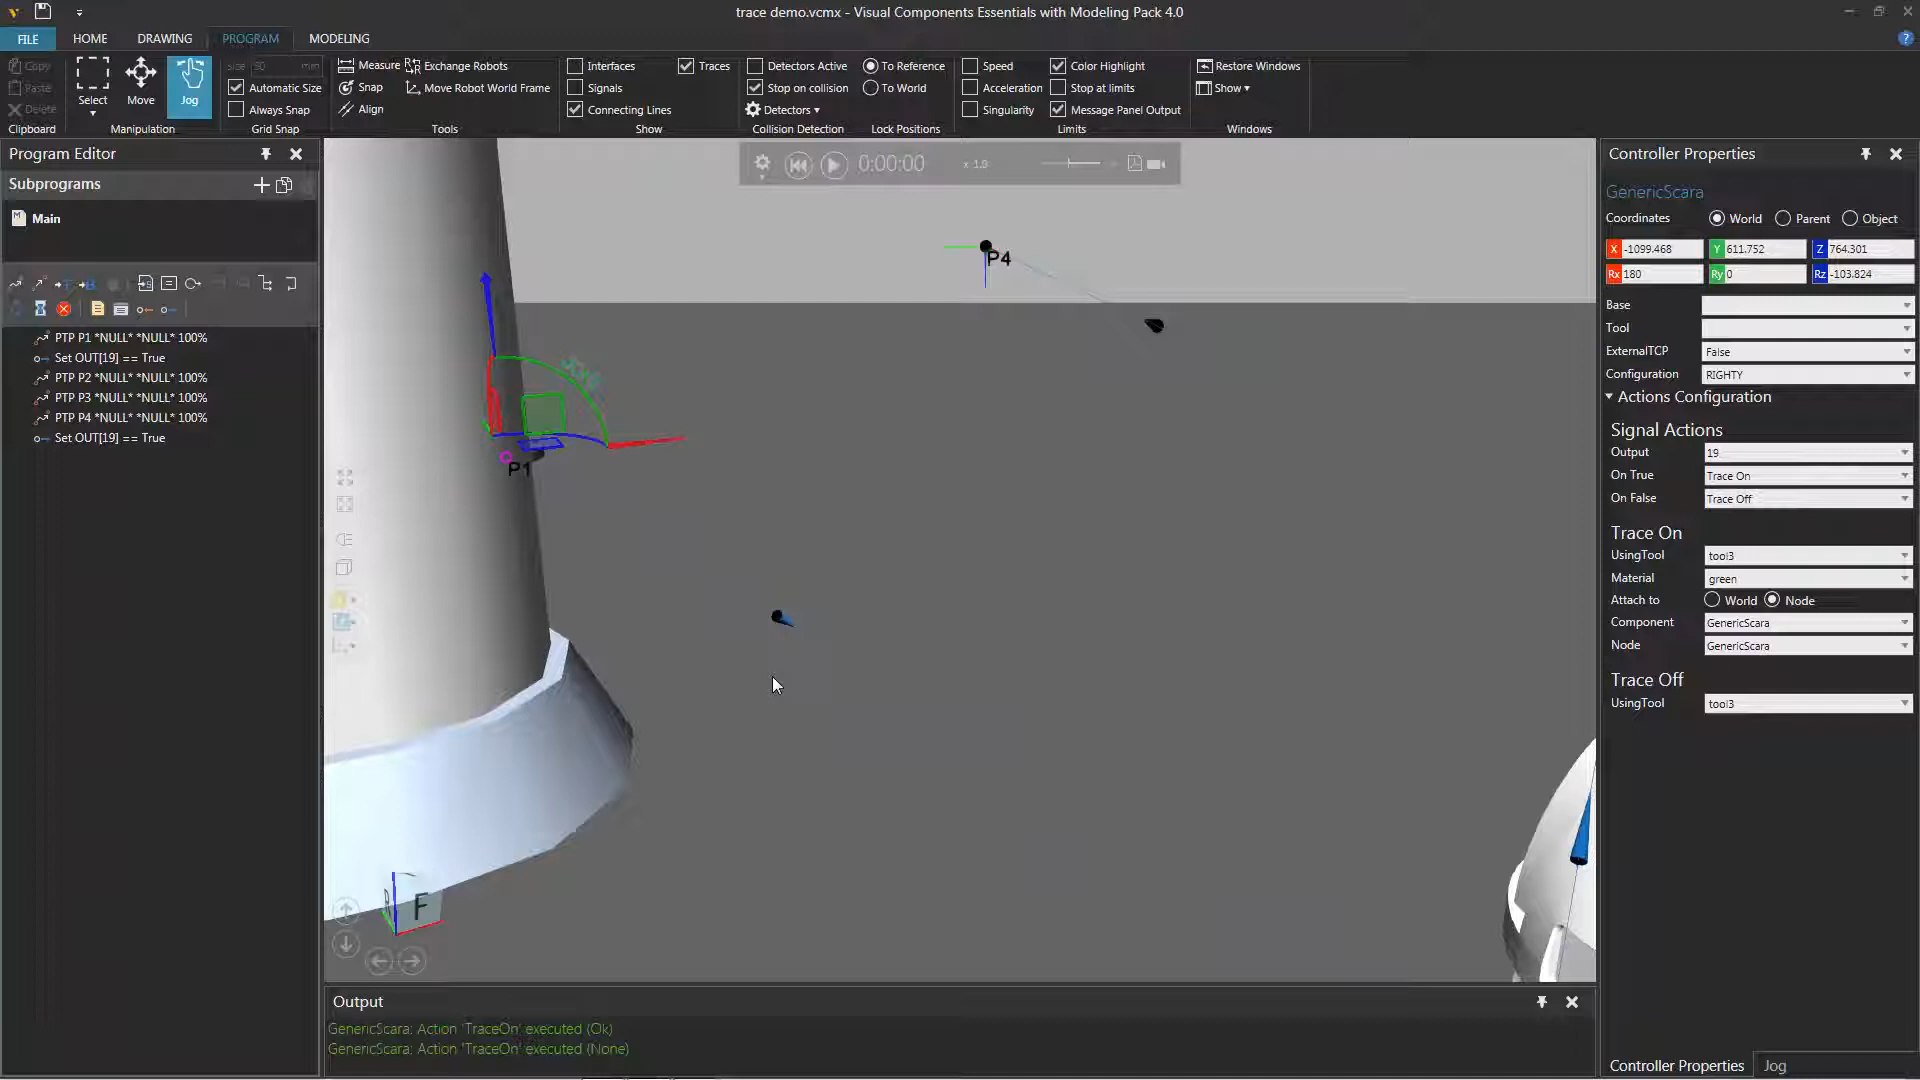 trace demo.vcmx - Visual Components Essentials with Modeling Pack 4.0
FILE
HOME
DRAWING
PROGRAM
MODELING
Copy
Paste
Delete
Clipboard
Select
Move
Jog
Manipulation
Size 50 mm
Automatic Size
Always Snap
Grid Snap
Measure
Snap
Align
Exchange Robots
Move Robot World Frame
Tools
Interfaces
Signals
Connecting Lines
Traces
Show
Detectors Active
Stop on collision
Detectors
Collision Detection
To Reference
To World
Lock Positions
Speed
Acceleration
Singularity
Color Highlight
Stop at limits
Message Panel Output
Limits
Restore Windows
Show
Windows
Program Editor
Subprograms
Main
PTP P1 *NULL* *NULL* 100%
Set OUT[19] == True
PTP P2 *NULL* *NULL* 100%
PTP P3 *NULL* *NULL* 100%
PTP P4 *NULL* *NULL* 100%
Set OUT[19] == True
0:00:00
x 1.0
P4
P1
F
Output
GenericScara: Action 'TraceOn' executed (Ok)
GenericScara: Action 'TraceOn' executed (None)
Controller Properties
GenericScara
Coordinates World Parent Object
X -1099.468 Y 611.752 Z 764.301
Rx 180 Ry 0 Rz -103.824
Base
Tool
ExternalTCP False
Configuration RIGHTY
Actions Configuration
Signal Actions
Output 19
On True Trace On
On False Trace Off
Trace On
UsingTool tool3
Material green
Attach to World Node
Component GenericScara
Node GenericScara
Trace Off
UsingTool tool3
Controller Properties
Jog